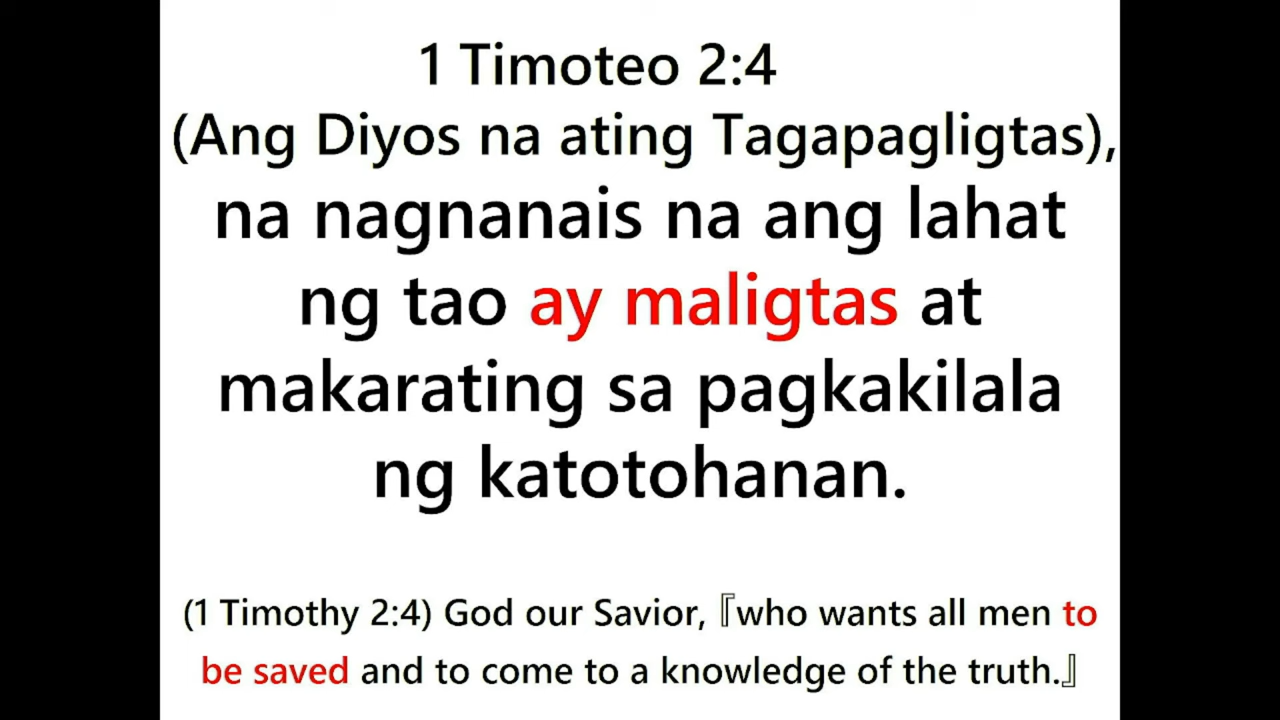 1 Timoteo 2:4
(Ang Diyos na ating Tagapagligtas),
na nagnanais na ang lahat
ng tao ay maligtas at
makarating sa pagkakilala
ng katotohanan.
(1 Timothy 2:4) God our Savior, 『who wants all men to
be saved and to come to a knowledge of the truth.』